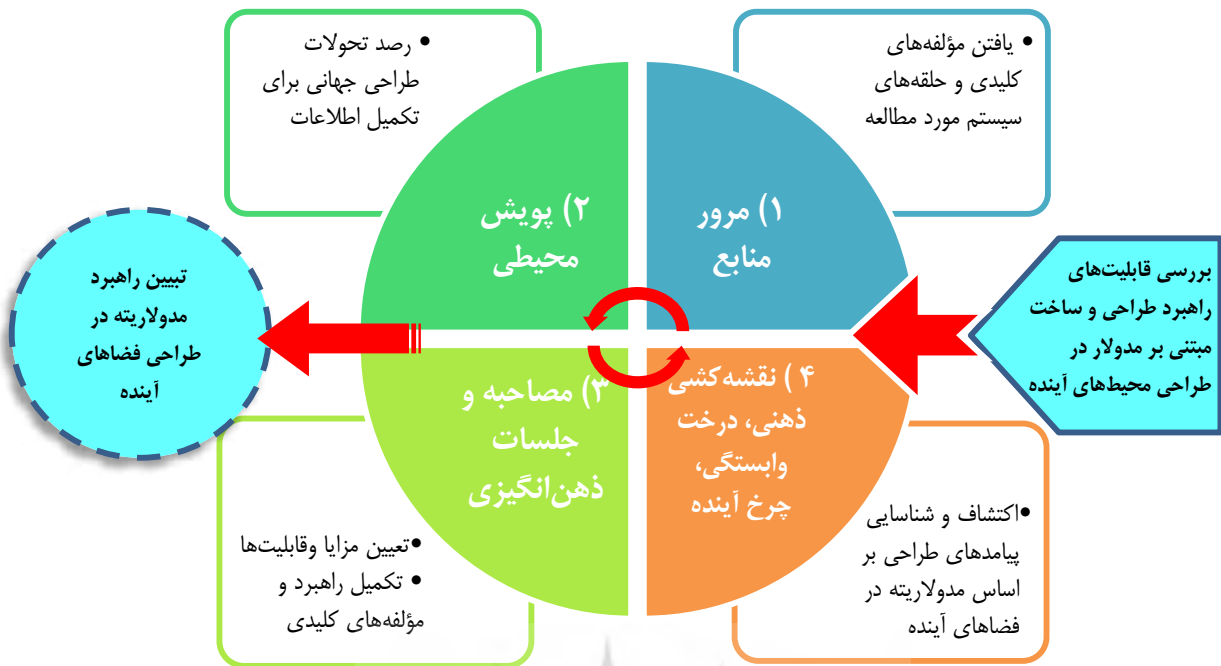 • یافتن مؤلفه‌های
کلیدی و حلقه‌های
سیستم مورد مطالعه
• رصد تحولات
طراحی جهانی برای
تکمیل اطلاعات
۱) مرور
منابع
۲) پویش
محیطی
بررسی قابلیت‌های
راهبرد طراحی و ساخت
مبتنی بر مدولار در
طراحی محیط‌های آینده
تبیین راهبرد
مدولاریته در
طراحی فضاهای
آینده
۳) مصاحبه و
جلسات
ذهن‌انگیزی
۴ ) نقشه‌کشی
ذهنی، درخت
وابستگی،
چرخ آینده
•تعیین مزایا وقابلیت‌ها
• تکمیل راهبرد و
مؤلفه‌های کلیدی
•اکتشاف و شناسایی
پیامدهای طراحی بر
اساس مدولاریته در
فضاهای آینده